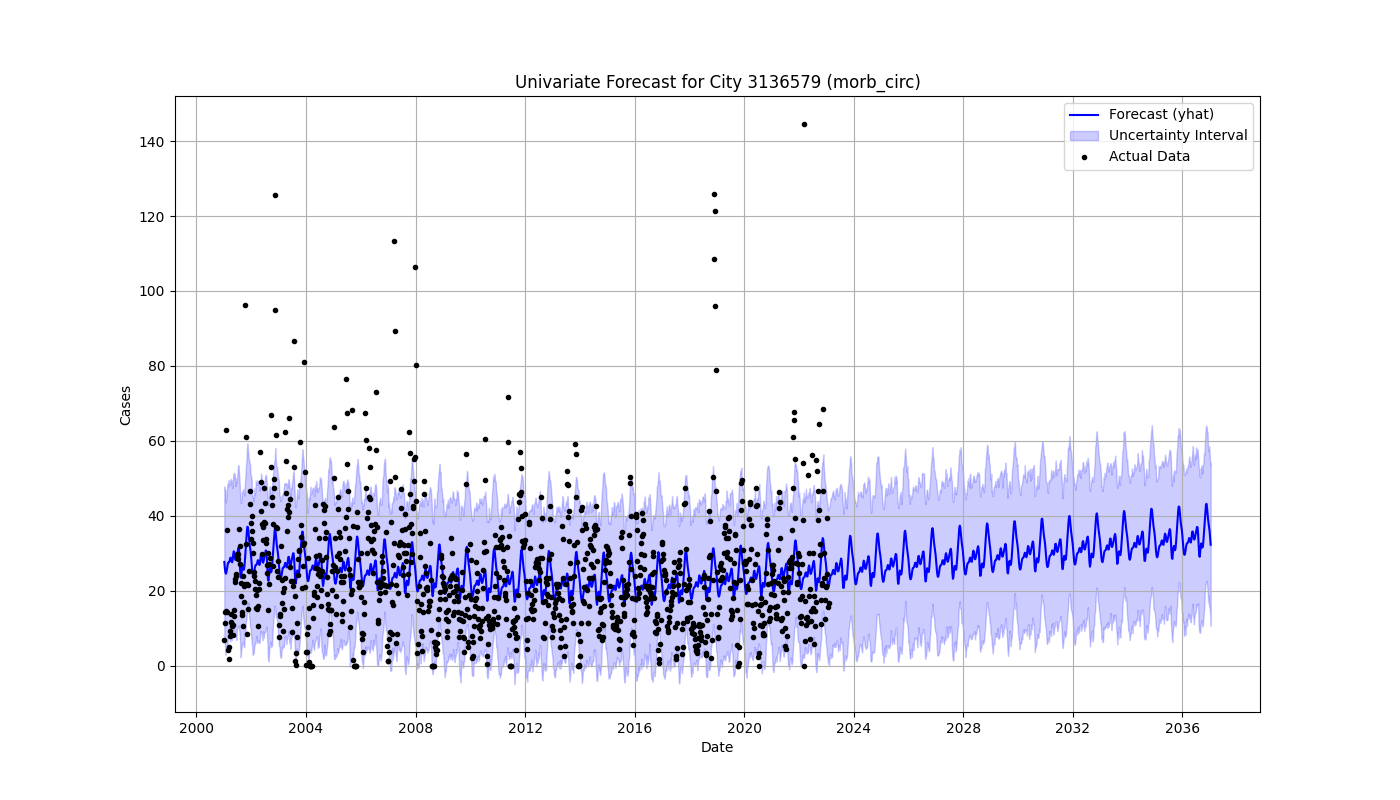 Univariate Forecast for City 3136579 (morb_circ)
Forecast (yhat)
Uncertainty Interval
Actual Data
Cases
140
120
100
80
60
40
20
0
2000 2004 2008 2012 2016 2020 2024 2028 2032 2036
Date